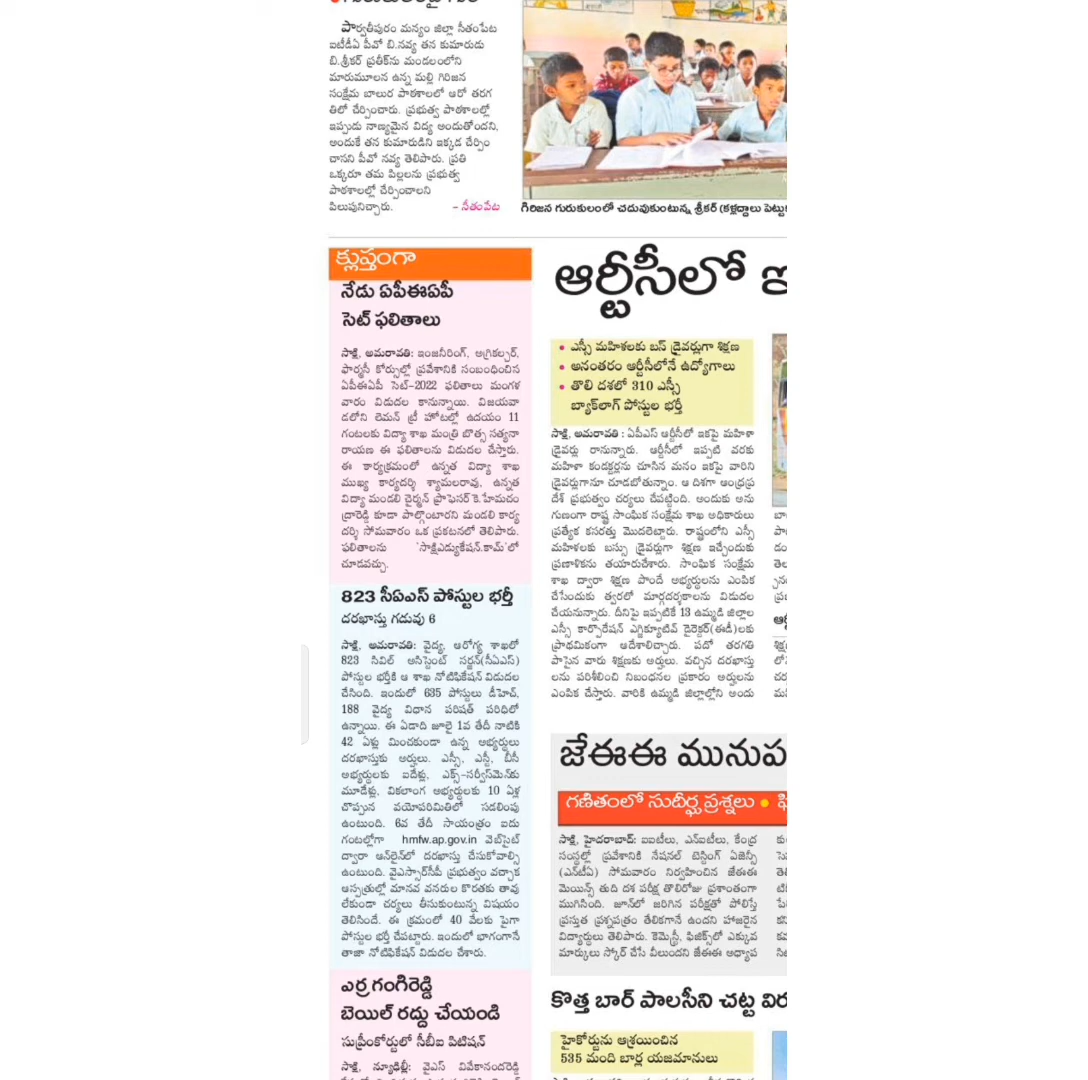 పార్వతీపురం మన్యం జిల్లా సీతంపేట
ఐటీడీఏ పీవో బి.నవ్య తన కుమారుడు
బి.శ్రీకర్ ప్రతీక్‌ను మండలంలోని
మారుమూలన ఉన్న మల్లి గిరిజన
సంక్షేమ బాలుర పాఠశాలలో ఆరో తరగ
తిలో చేర్పించారు. ప్రభుత్వ పాఠశాలల్లో
ఇప్పుడు నాణ్యమైన విద్య అందుతోందని,
అందుకే తన కుమారుడిని ఇక్కడ చేర్పిం
చాసని పీవో నవ్య తెలిపారు. ప్రతి
ఒక్కరూ తమ పిల్లలను ప్రభుత్వ
పాఠశాలల్లో చేర్పించాలని
పిలుపునిచ్చారు. – సీతంపేట
గిరిజన గురుకులంలో చదువుకుంటున్న శ్రీకర్ (కళ్లద్దాలు
క్లుప్తంగా
నేడు ఏపీఈఏపీ
సెట్ ఫలితాలు
సాక్షి, అమరావతి: ఇంజనీరింగ్, అగ్రికల్చర్,
ఫార్మసీ కోర్సుల్లో ప్రవేశానికి సంబంధించిన
ఏపీఈఏపీ సెట్–2022 ఫలితాలు మంగళ
వారం విడుదల కానున్నాయి. విజయవా
డలోని లెమన్ ట్రీ హోటల్లో ఉదయం 11
గంటలకు విద్యా శాఖ మంత్రి బొత్స సత్యనా
రాయణ ఈ ఫలితాలను విడుదల చేస్తారు.
ఈ కార్యక్రమంలో ఉన్నత విద్యా శాఖ
ముఖ్య కార్యదర్శి శ్యామలరావు, ఉన్నత
విద్యా మండలి చైర్మన్ ప్రొఫెసర్ కె.హేమచం
ద్రారెడ్డి కూడా పాల్గొంటారని మండలి కార్య
దర్శి సోమవారం ఒక ప్రకటనలో తెలిపారు.
ఫలితాలను 'సాక్షిఎడ్యుకేషన్.కామ్'లో
చూడవచ్చు.
823 సీఏఎస్ పోస్టుల భర్తీ
దరఖాస్తు గడువు 6
సాక్షి, అమరావతి: వైద్య, ఆరోగ్య శాఖలో
823 సివిల్ అసిస్టెంట్ సర్జన్(సీఏఎస్)
పోస్టుల భర్తీకి ఆ శాఖ నోటిఫికేషన్ విడుదల
చేసింది. ఇందులో 635 పోస్టులు డీహెచ్,
188 వైద్య విధాన పరిషత్ పరిధిలో
ఉన్నాయి. ఈ ఏడాది జూలై 1వ తేదీ నాటికి
42 ఏళ్లు మించకుండా ఉన్న అభ్యర్థులు
దరఖాస్తుకు అర్హులు. ఎస్సీ, ఎస్టీ, బీసీ
అభ్యర్థులకు ఐదేళ్లు, ఎక్స్–సర్వీస్‌మెన్‌కు
మూడేళ్లు, వికలాంగ అభ్యర్థులకు 10 ఏళ్ల
చొప్పున వయోపరిమితిలో సడలింపు
ఉంటుంది. 6వ తేదీ సాయంత్రం ఐదు
గంటల్లోగా hmfw.ap.gov.in వెబ్‌సైట్
ద్వారా ఆన్‌లైన్‌లో దరఖాస్తు చేసుకోవాల్సి
ఉంటుంది. వైఎస్సార్‌సీపీ ప్రభుత్వం వచ్చాక
ఆస్పత్రుల్లో మానవ వనరుల కొరతకు తావు
లేకుండా చర్యలు తీసుకుంటున్న విషయం
తెలిసిందే. ఈ క్రమంలో 40 వేలకు పైగా
పోస్టుల భర్తీ చేపట్టారు. ఇందులో భాగంగానే
తాజా నోటిఫికేషన్ విడుదల చేశారు.
ఎర్ర గంగిరెడ్డి
బెయిల్ రద్దు చేయండి
సుప్రీంకోర్టులో సీబీఐ పిటిషన్
సాక్షి, న్యూఢిల్లీ: వైఎస్ వివేకానందరెడ్డి
ఆర్టీసీలో
• ఎస్సీ మహిళలకు బస్ డ్రైవర్లుగా శిక్షణ
• అనంతరం ఆర్టీసీలోనే ఉద్యోగాలు
• తొలి దశలో 310 ఎస్సీ
బ్యాక్‌లాగ్ పోస్టుల భర్తీ
సాక్షి, అమరావతి : ఏపీఎస్ ఆర్టీసీలో ఇకపై మహిళా
డ్రైవర్లు రానున్నారు. ఆర్టీసీలో ఇప్పటి వరకు
మహిళా కండక్టర్లను చూసిన మనం ఇకపై వారిని
డ్రైవర్లుగానూ చూడబోతున్నాం. ఆ దిశగా ఆంధ్రప్ర
దేశ్ ప్రభుత్వం చర్యలు చేపట్టింది. అందుకు అను
గుణంగా రాష్ట్ర సాంఘిక సంక్షేమ శాఖ అధికారులు
ప్రత్యేక కసరత్తు మొదలెట్టారు. రాష్ట్రంలోని ఎస్సీ
మహిళలకు బస్సు డ్రైవర్లుగా శిక్షణ ఇచ్చేందుకు
ప్రణాళికను తయారుచేశారు. సాంఘిక సంక్షేమ
శాఖ ద్వారా శిక్షణ పొందే అభ్యర్థులను ఎంపిక
చేసేందుకు త్వరలో మార్గదర్శకాలను విడుదల
చేయనున్నారు. దీనిపై ఇప్పటికే 13 ఉమ్మడి జిల్లాల
ఎస్సీ కార్పొరేషన్ ఎగ్జిక్యూటివ్ డైరెక్టర్(ఈడీ)లకు
ప్రాథమికంగా ఆదేశాలిచ్చారు. పదో తరగతి
పాసైన వారు శిక్షణకు అర్హులు. వచ్చిన దరఖాస్తు
లను పరిశీలించి నిబంధనల ప్రకారం అర్హులను
ఎంపిక చేస్తారు. వారికి ఉమ్మడి జిల్లాల్లోని అందు
జేఈఈ
గణితంలో సుదీర్ఘ ప్రశ్నలు •
సాక్షి, హైదరాబాద్: ఐఐటీలు, ఎన్ఐటీలు, కేంద్ర
సంస్థల్లో ప్రవేశానికి నేషనల్ టెస్టింగ్ ఏజెన్సీ
(ఎన్‌టీఏ) సోమవారం నిర్వహించిన జేఈఈ
మెయిన్స్ తుది దశ పరీక్ష తొలిరోజు ప్రశాంతంగా
ముగిసింది. జూన్‌లో జరిగిన పరీక్షతో పోలిస్తే
ప్రస్తుత ప్రశ్నపత్రం తేలికగానే ఉందని హాజరైన
విద్యార్థులు తెలిపారు. కెమెస్ట్రీ, ఫిజిక్స్‌లో ఎక్కువ
మార్కులు స్కోర్ చేసే వీలుందని జేఈఈ అధ్యాప
కొత్త బార్ పాలసీని చట్ట
హైకోర్టును ఆశ్రయించిన
535 మంది బార్ల యజమానులు